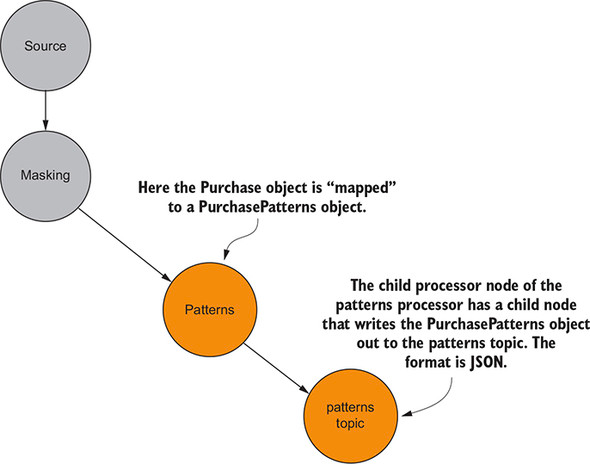 Source
Masking
Here the Purchase object is “mapped”
to a PurchasePatterns object.
Patterns
The child processor node of the
patterns processor has a child node
that writes the PurchasePatterns object
out to the patterns topic. The
format is JSON.
patterns
topic